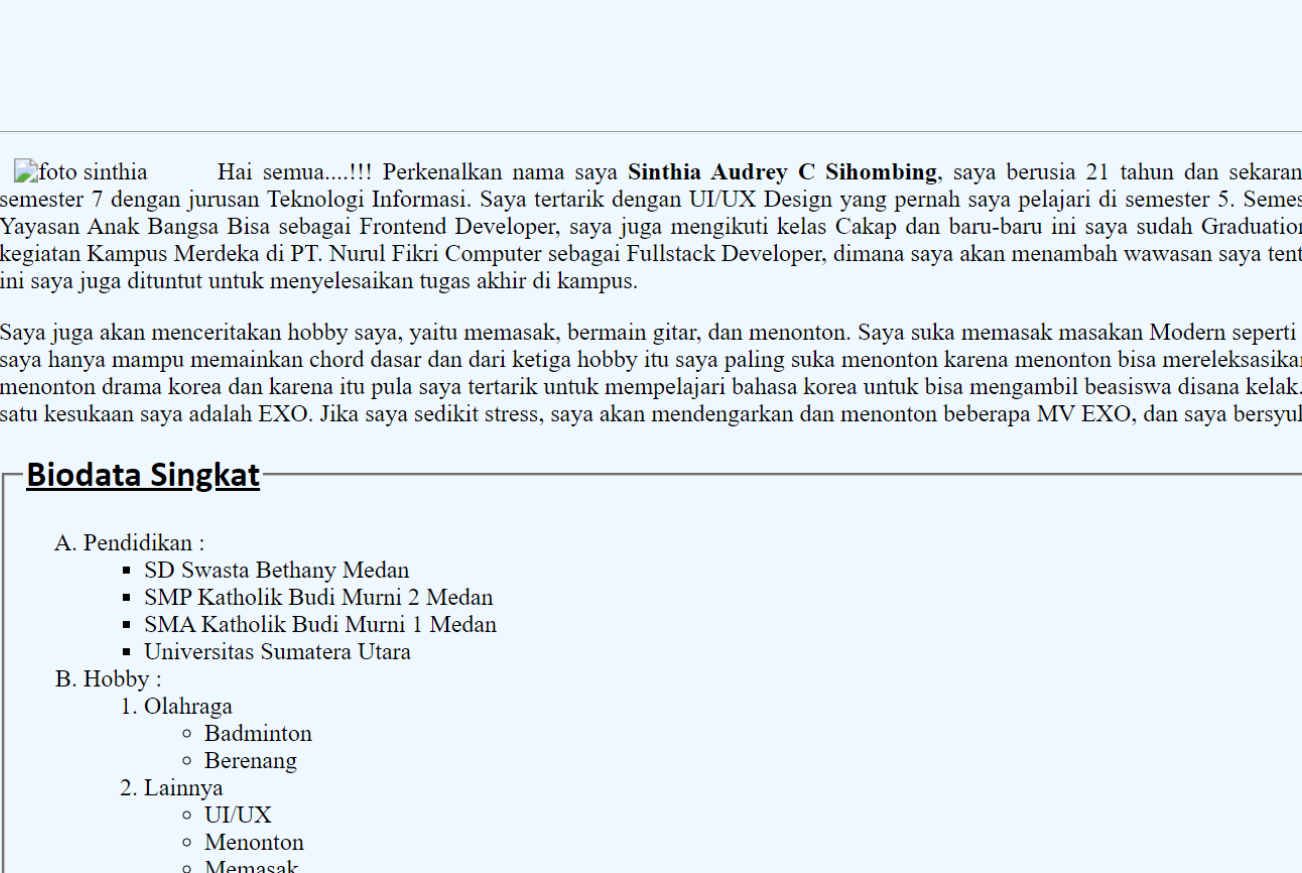 foto sinthia Hai semua....!!! Perkenalkan nama saya Sinthia Audrey C Sihombing, saya berusia 21 tahun dan
semester 7 dengan jurusan Teknologi Informasi. Saya tertarik dengan UI/UX Design yang pernah saya pelajari di semester 5.
Yayasan Anak Bangsa Bisa sebagai Frontend Developer, saya juga mengikuti kelas Cakap dan baru-baru ini saya sudah
kegiatan Kampus Merdeka di PT. Nurul Fikri Computer sebagai Fullstack Developer, dimana saya akan menambah wawasan saya
ini saya juga dituntut untuk menyelesaikan tugas akhir di kampus.
Saya juga akan menceritakan hobby saya, yaitu memasak, bermain gitar, dan menonton. Saya suka memasak masakan Modern seperti
saya hanya mampu memainkan chord dasar dan dari ketiga hobby itu saya paling suka menonton karena menonton bisa
menonton drama korea dan karena itu pula saya tertarik untuk mempelajari bahasa korea untuk bisa mengambil beasiswa disana kelak.
satu kesukaan saya adalah EXO. Jika saya sedikit stress, saya akan mendengarkan dan menonton beberapa MV EXO, dan saya
Biodata Singkat
A. Pendidikan :
▪ SD Swasta Bethany Medan
▪ SMP Katholik Budi Murni 2 Medan
▪ SMA Katholik Budi Murni 1 Medan
▪ Universitas Sumatera Utara
B. Hobby :
1. Olahraga
○ Badminton
○ Berenang
2. Lainnya
○ UI/UX
○ Menonton
○ Memasak